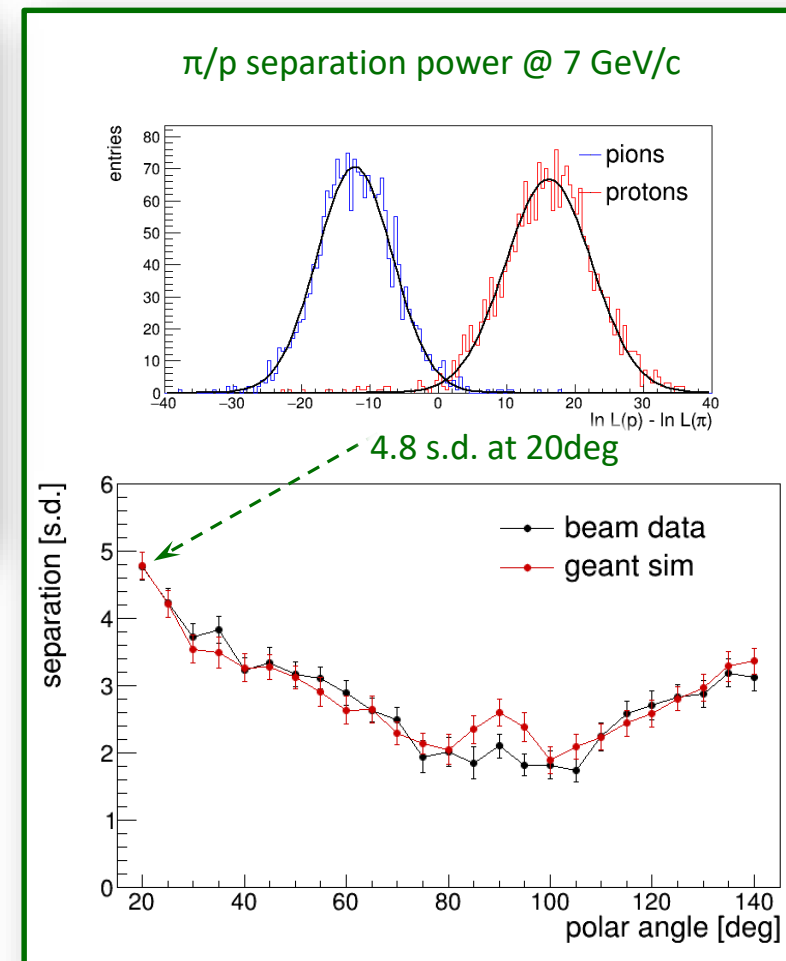 π/p separation power @ 7 GeV/c
entries
80
70
60
50
40
30
20
10
0
pions
protons
−40 −30 −20 −10 0 10 20 30 40
ln L(p) - ln L(π)
4.8 s.d. at 20deg
separation [s.d.]
6
5
4
3
2
1
0
beam data
geant sim
20 40 60 80 100 120 140
polar angle [deg]